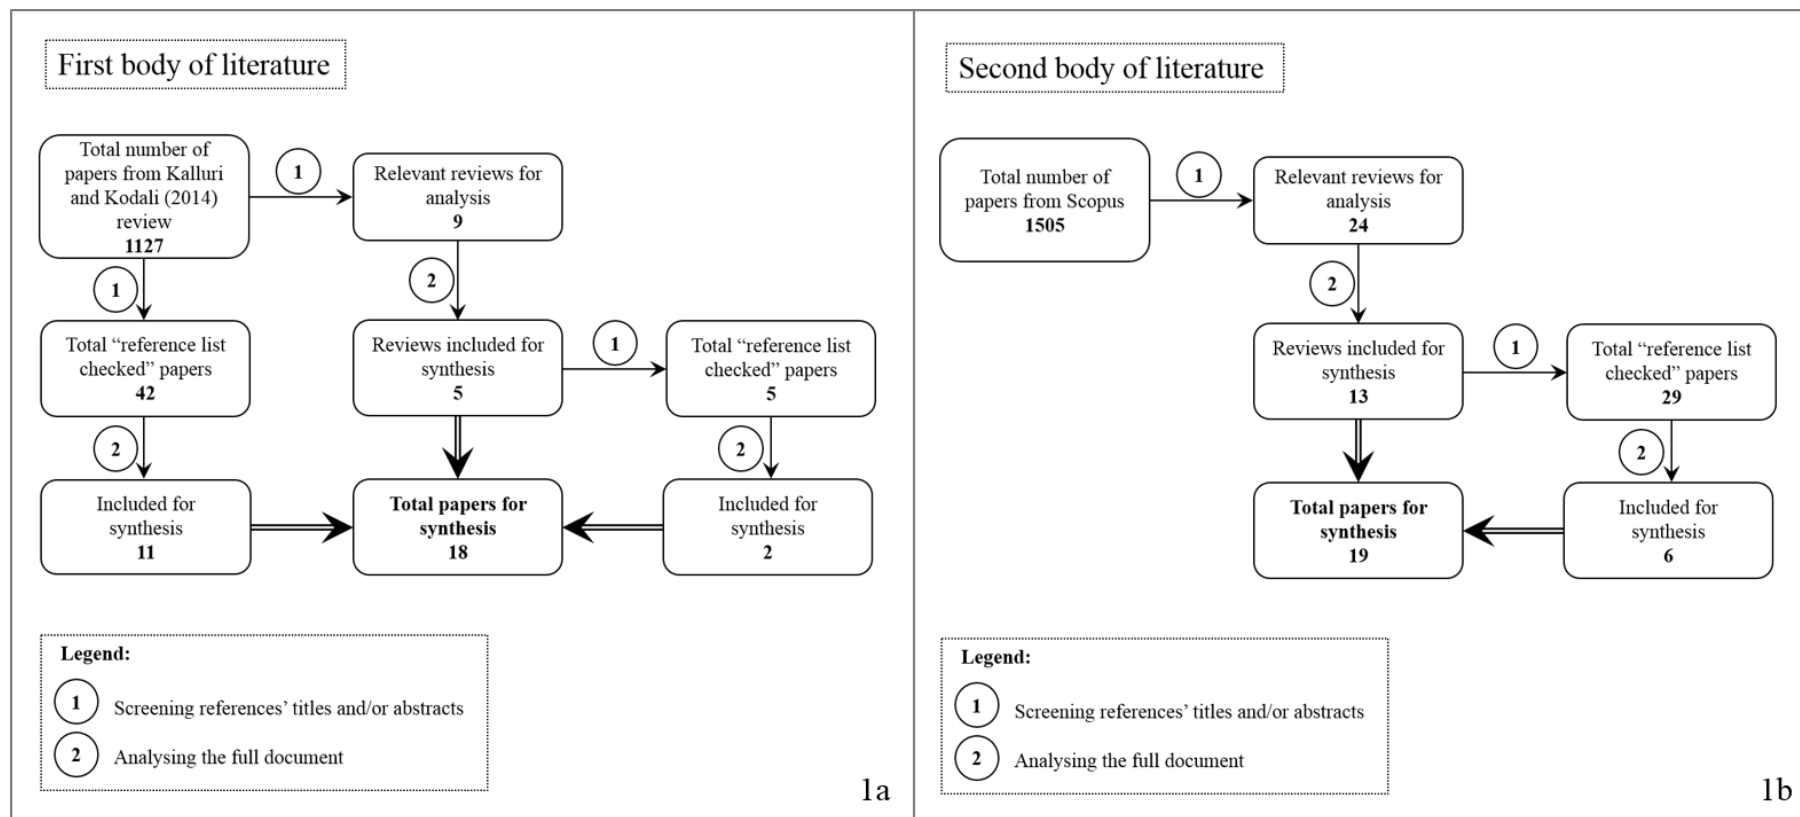 First body of literature
Total number of
papers from Kalluri
and Kodali (2014)
review
1127
1
Relevant reviews for
analysis
9
1
2
Total “reference list
checked” papers
42
Reviews included for
synthesis
5
1
Total “reference list
checked” papers
5
2
2
Included for
synthesis
11
Total papers for
synthesis
18
Included for
synthesis
2
Legend:
1 Screening references’ titles and/or abstracts
2 Analysing the full document
1a
Second body of literature
Total number of
papers from Scopus
1505
1
Relevant reviews for
analysis
24
2
Reviews included for
synthesis
13
1
Total “reference list
checked” papers
29
2
Total papers for
synthesis
19
Included for
synthesis
6
Legend:
1 Screening references’ titles and/or abstracts
2 Analysing the full document
1b